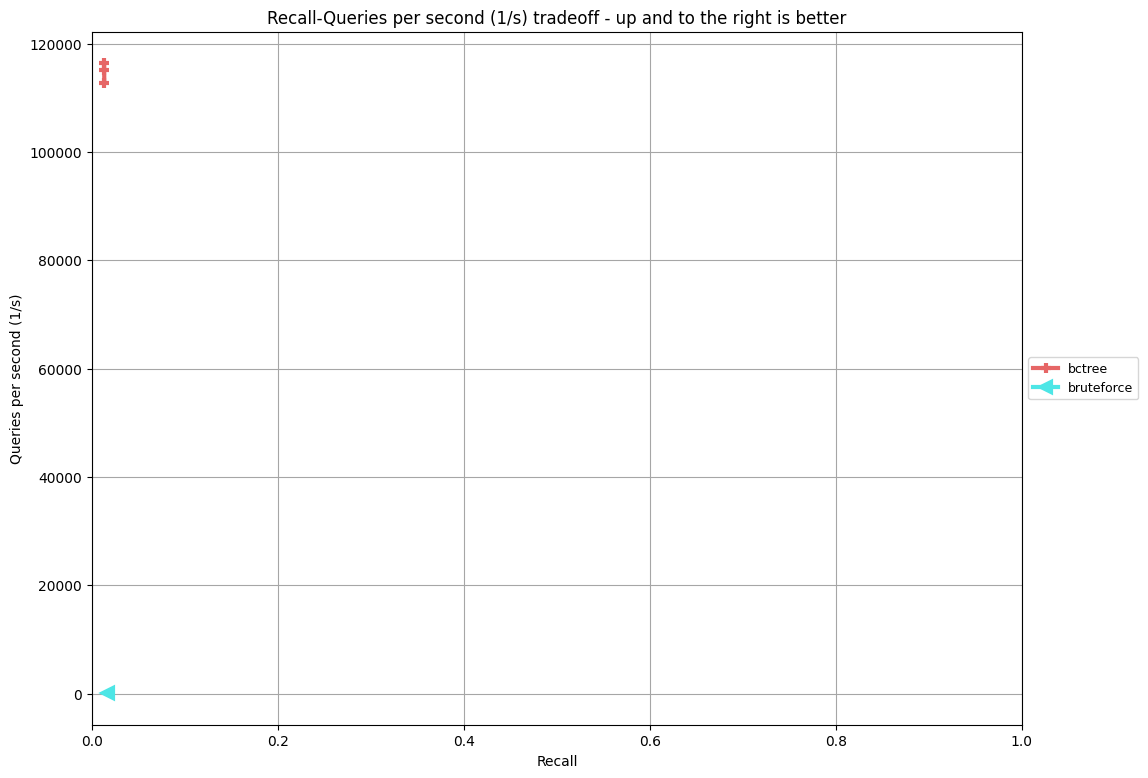 Recall-Queries per second (1/s) tradeoff - up and to the right is better
120000
100000
80000
60000
40000
20000
0
Queries per second (1/s)
0.0 0.2 0.4 0.6 0.8 1.0
Recall
bctree
bruteforce